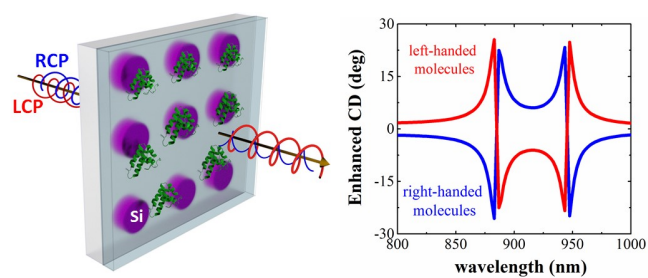 RCP
LCP
Si
Enhanced CD (deg)
30
15
0
-15
-30
left-handed
molecules
right-handed
molecules
800
850
900
950
1000
wavelength (nm)